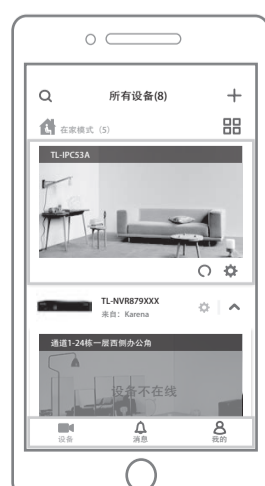 所有设备(8)
在家模式（5）
TL-IPC53A
TL-NVR879XXX
来自：Karena
通道1-24栋一层西侧办公角
设备不在线
设备
消息
我的